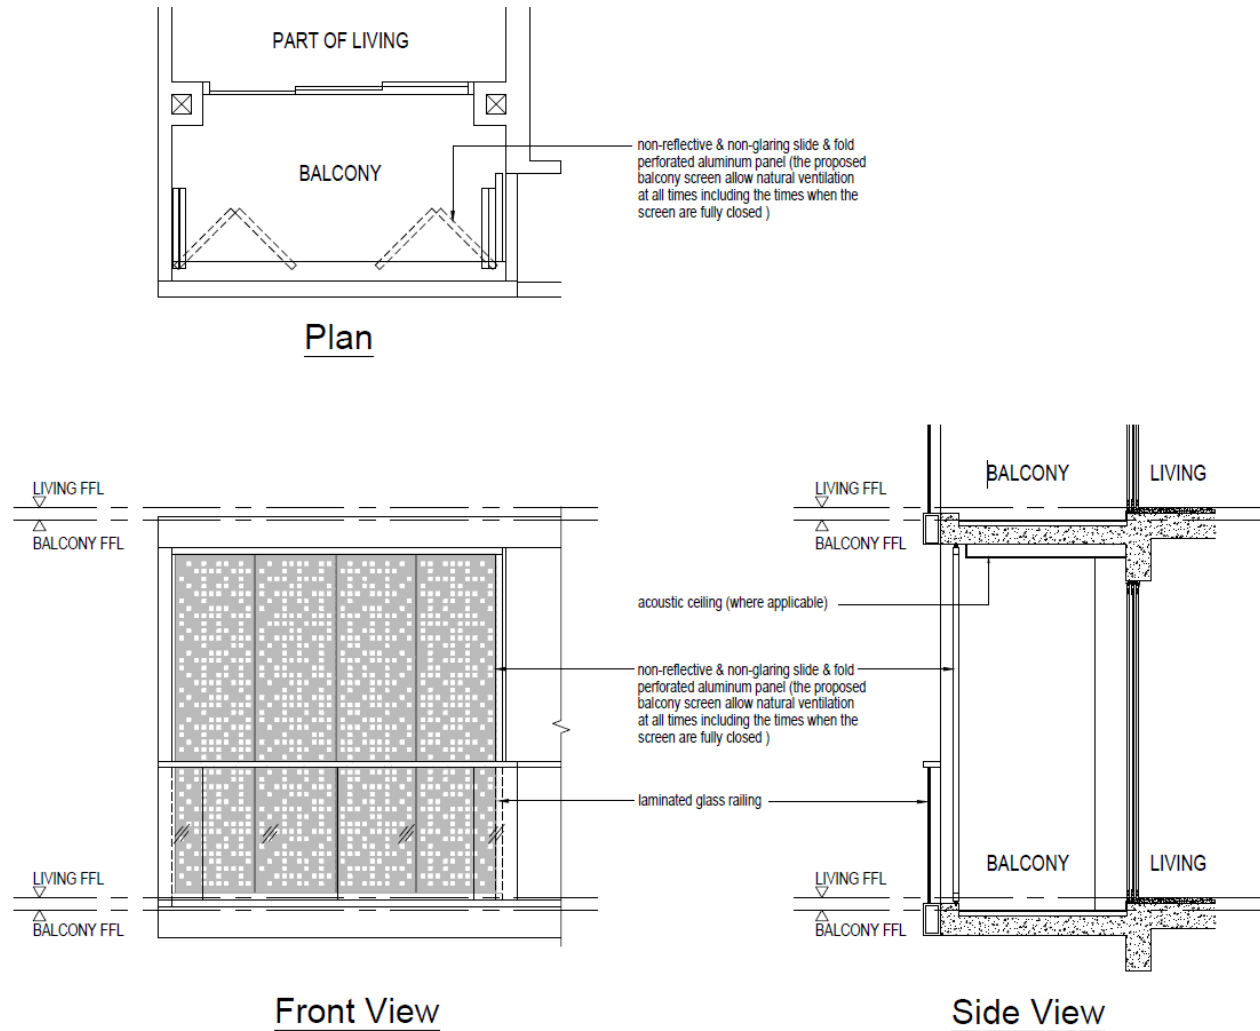 PART OF LIVING
BALCONY
non-reflective & non-glaring slide & fold
perforated aluminum panel (the proposed
balcony screen allow natural ventilation
at all times including the times when the
screen are fully closed )
Plan
LIVING FFL
BALCONY FFL
LIVING FFL
BALCONY FFL
Front View
BALCONY
LIVING
LIVING FFL
BALCONY FFL
acoustic ceiling (where applicable)
non-reflective & non-glaring slide & fold
perforated aluminum panel (the proposed
balcony screen allow natural ventilation
at all times including the times when the
screen are fully closed )
laminated glass railing
BALCONY
LIVING
LIVING FFL
BALCONY FFL
Side View